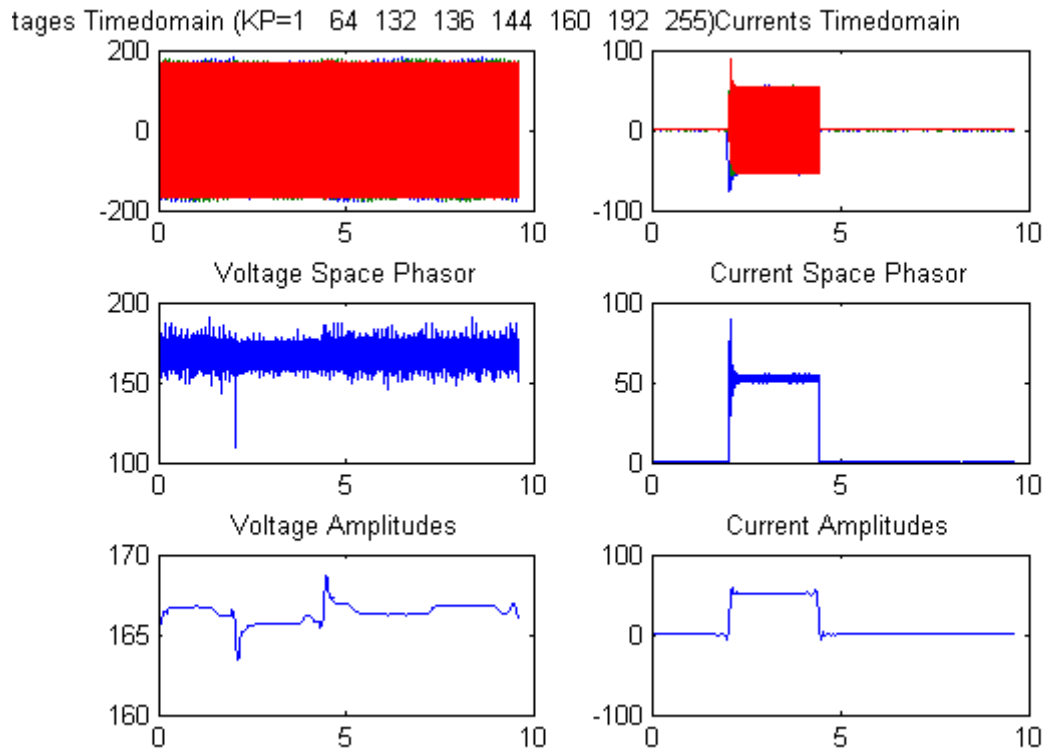 tages Timedomain (KP=1 64 132 136 144 160 192 255)Currents Timedomain
200 100
0 0
-200 -100
0 5 10 0 5 10
Voltage Space Phasor Current Space Phasor
200 100
150 50
100 0
0 5 10 0 5 10
Voltage Amplitudes Current Amplitudes
170 100
165 0
160 -100
0 5 10 0 5 10